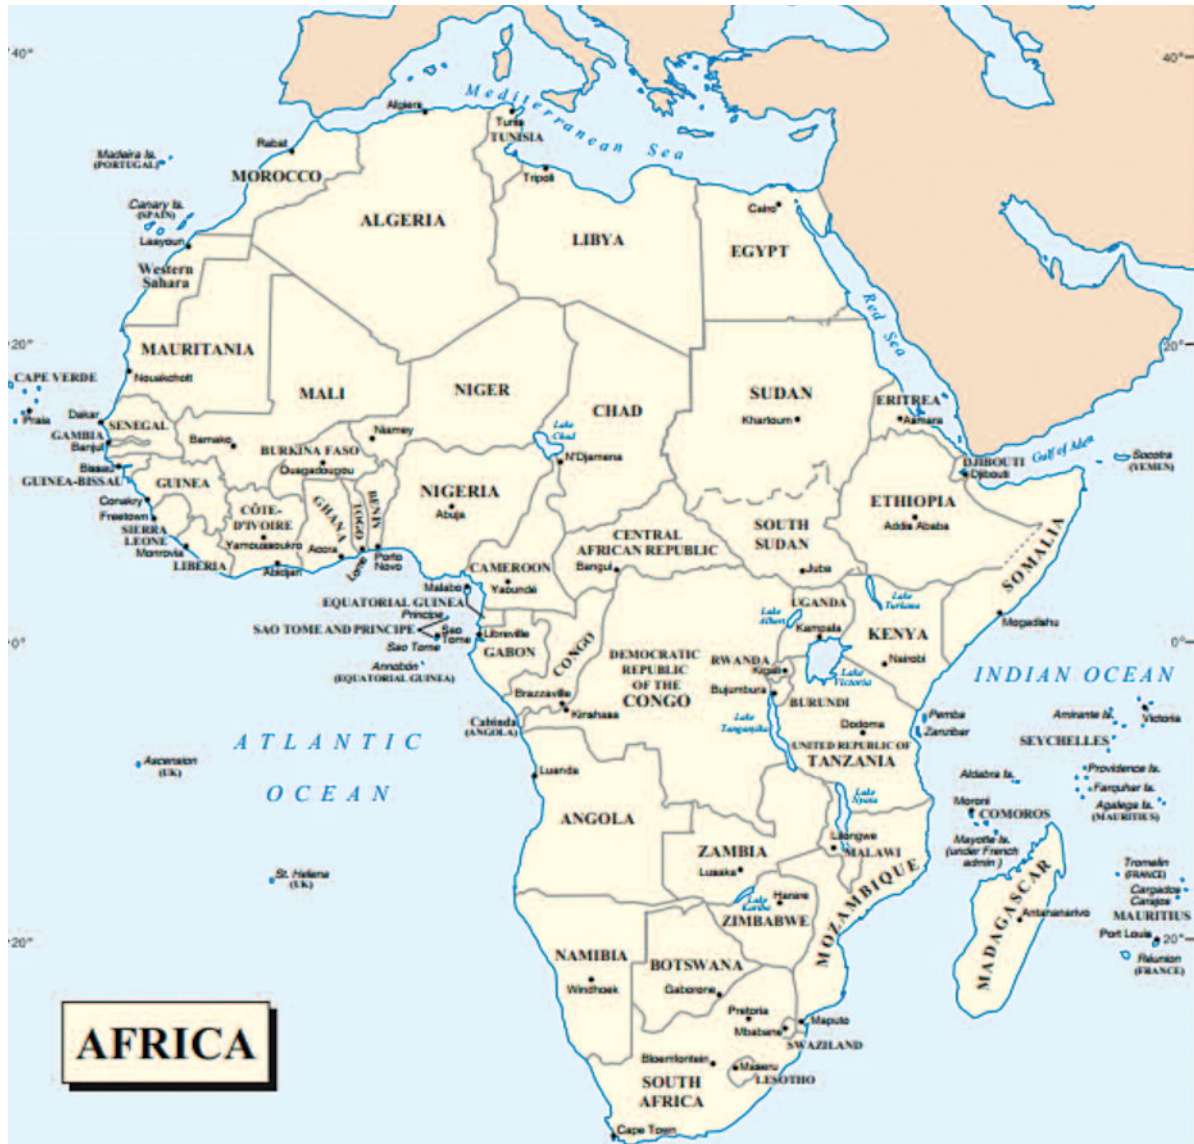 40°
40°
Mediterranean Sea
Algiers
Tunis
TUNISIA
Rabat
Madeira Is.
(PORTUGAL)
MOROCCO
Tripoli
Canary Is.
(SPAIN)
Laayoun
ALGERIA
LIBYA
Cairo
EGYPT
Western
Sahara
Red Sea
20°
20°
MAURITANIA
Nouakchott
CAPE VERDE
Praia
MALI
NIGER
CHAD
SUDAN
Khartoum
ERITREA
Asmara
Dakar
SENEGAL
GAMBIA
Banjul
Bamako
Niamey
Lake
Chad
BURKINA FASO
Ouagadougou
N'Djamena
Gulf of Aden
Socotra
(YEMEN)
DJIBOUTI
Djibouti
Bissau
GUINEA-BISSAU
GUINEA
NIGERIA
Abuja
ETHIOPIA
Addis Ababa
Conakry
Freetown
SIERRA
LEONE
Monrovia
LIBERIA
CÔTE-
D'IVOIRE
Yamoussoukro
Abidjan
GHANA
Accra
TOGO
Lome
BENIN
Porto
Novo
SOUTH
SUDAN
Juba
CENTRAL
AFRICAN REPUBLIC
Bangui
CAMEROON
Yaoundé
SOMALIA
Mogadishu
Malabo
EQUATORIAL GUINEA
Principe
SAO TOME AND PRINCIPE
Sao
Tome
Sao Tome
Annobón
(EQUATORIAL GUINEA)
Libreville
GABON
CONGO
UGANDA
Kampala
Lake
Albert
Lake
Turkana
KENYA
Nairobi
0°
0°
DEMOCRATIC
REPUBLIC
OF THE
CONGO
RWANDA
Kigali
Bujumbura
BURUNDI
Lake
Victoria
INDIAN OCEAN
Brazzaville
Kinshasa
Cabinda
(ANGOLA)
Lake
Tanganyika
Dodoma
UNITED REPUBLIC OF
TANZANIA
Pemba
Zanzibar
Amirante Is.
Victoria
SEYCHELLES
ATLANTIC
OCEAN
Ascension
(UK)
Luanda
Providence Is.
Aldabra Is.
Farquhar Is.
Agalega Is.
(MAURITIUS)
Lake
Nyasa
ANGOLA
Moroni
COMOROS
Mayotte Is.
(under French
admin )
ZAMBIA
Lusaka
Lilongwe
MALAWI
MOZAMBIQUE
St. Helena
(UK)
Lake
Kariba
Harare
ZIMBABWE
MADAGASCAR
Antananarivo
Tromelin
(FRANCE)
Cargados
Carajos
MAURITIUS
Port Louis
20°
20°
Réunion
(FRANCE)
NAMIBIA
Windhoek
BOTSWANA
Gaborone
Pretoria
Mbabane
Maputo
SWAZILAND
Bloemfontein
Maseru
LESOTHO
SOUTH
AFRICA
Cape Town
AFRICA